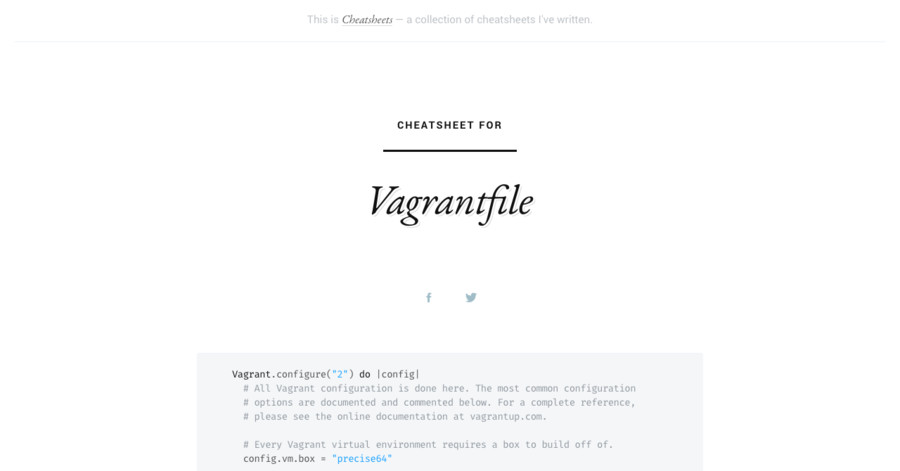 This is Cheatsheets — a collection of cheatsheets I've written.
CHEATSHEET FOR
Vagrantfile
Vagrant.configure("2") do |config|
# All Vagrant configuration is done here. The most common configuration
# options are documented and commented below. For a complete reference,
# please see the online documentation at vagrantup.com.
# Every Vagrant virtual environment requires a box to build off of.
config.vm.box = "precise64"